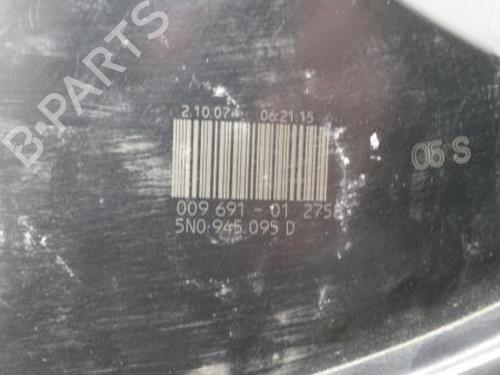 B-PARTS
2.10.07 06:21:15
05 S
009 691 - 01 275
5N0.945.095 D